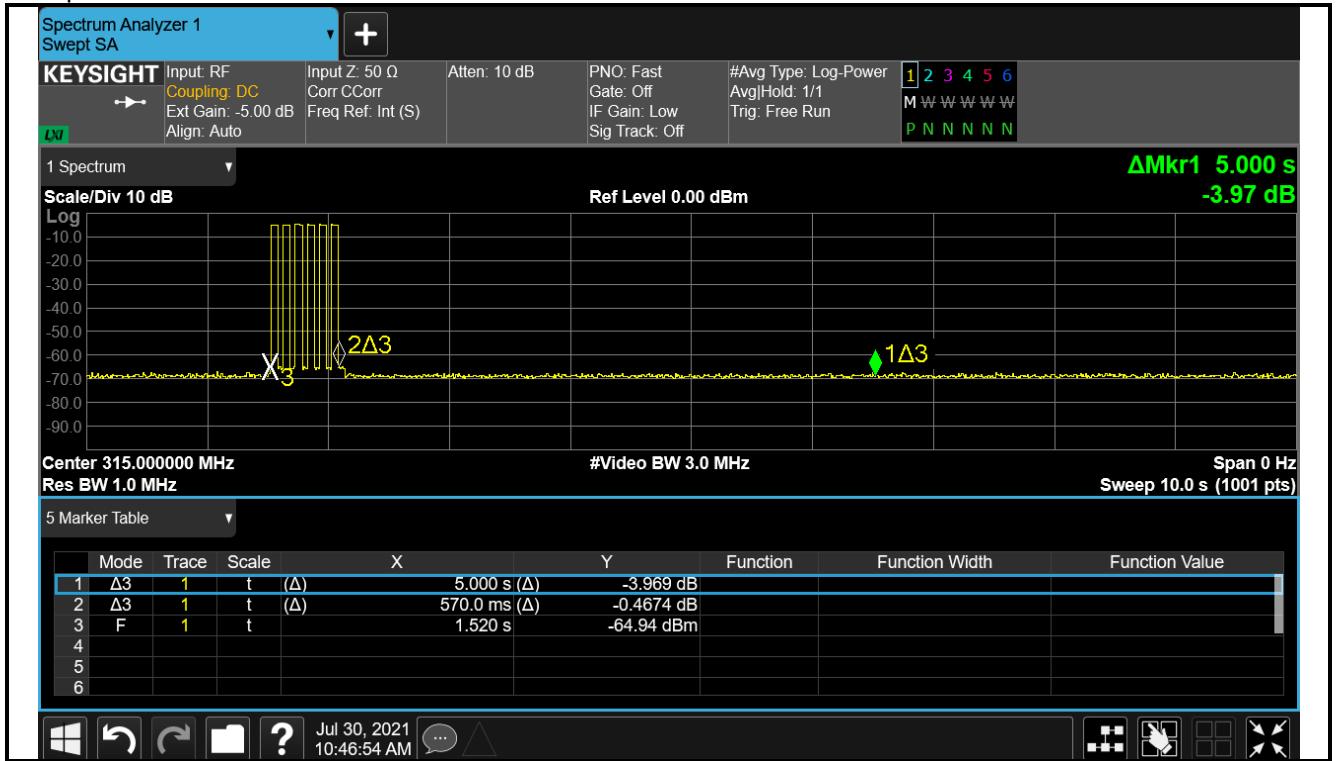 Spectrum Analyzer 1
Swept SA
+
KEYSIGHT
LXI
Input: RF
Coupling: DC
Ext Gain: -5.00 dB
Align: Auto
Input Z: 50 Ω
Corr CCorr
Freq Ref: Int (S)
Atten: 10 dB
PNO: Fast
Gate: Off
IF Gain: Low
Sig Track: Off
#Avg Type: Log-Power
Avg|Hold: 1/1
Trig: Free Run
1 2 3 4 5 6
M W W W W W
P N N N N N
1 Spectrum
ΔMkr1 5.000 s
-3.97 dB
Scale/Div 10 dB
Ref Level 0.00 dBm
Log
-10.0
-20.0
-30.0
-40.0
-50.0
-60.0
-70.0
-80.0
-90.0
X3
2Δ3
1Δ3
Center 315.000000 MHz
#Video BW 3.0 MHz
Span 0 Hz
Res BW 1.0 MHz
Sweep 10.0 s (1001 pts)
5 Marker Table
Mode Trace Scale X Y Function Function Width Function Value
1 Δ3 1 t (Δ) 5.000 s (Δ) -3.969 dB
2 Δ3 1 t (Δ) 570.0 ms (Δ) -0.4674 dB
3 F 1 t 1.520 s -64.94 dBm
4
5
6
?
Jul 30, 2021
10:46:54 AM